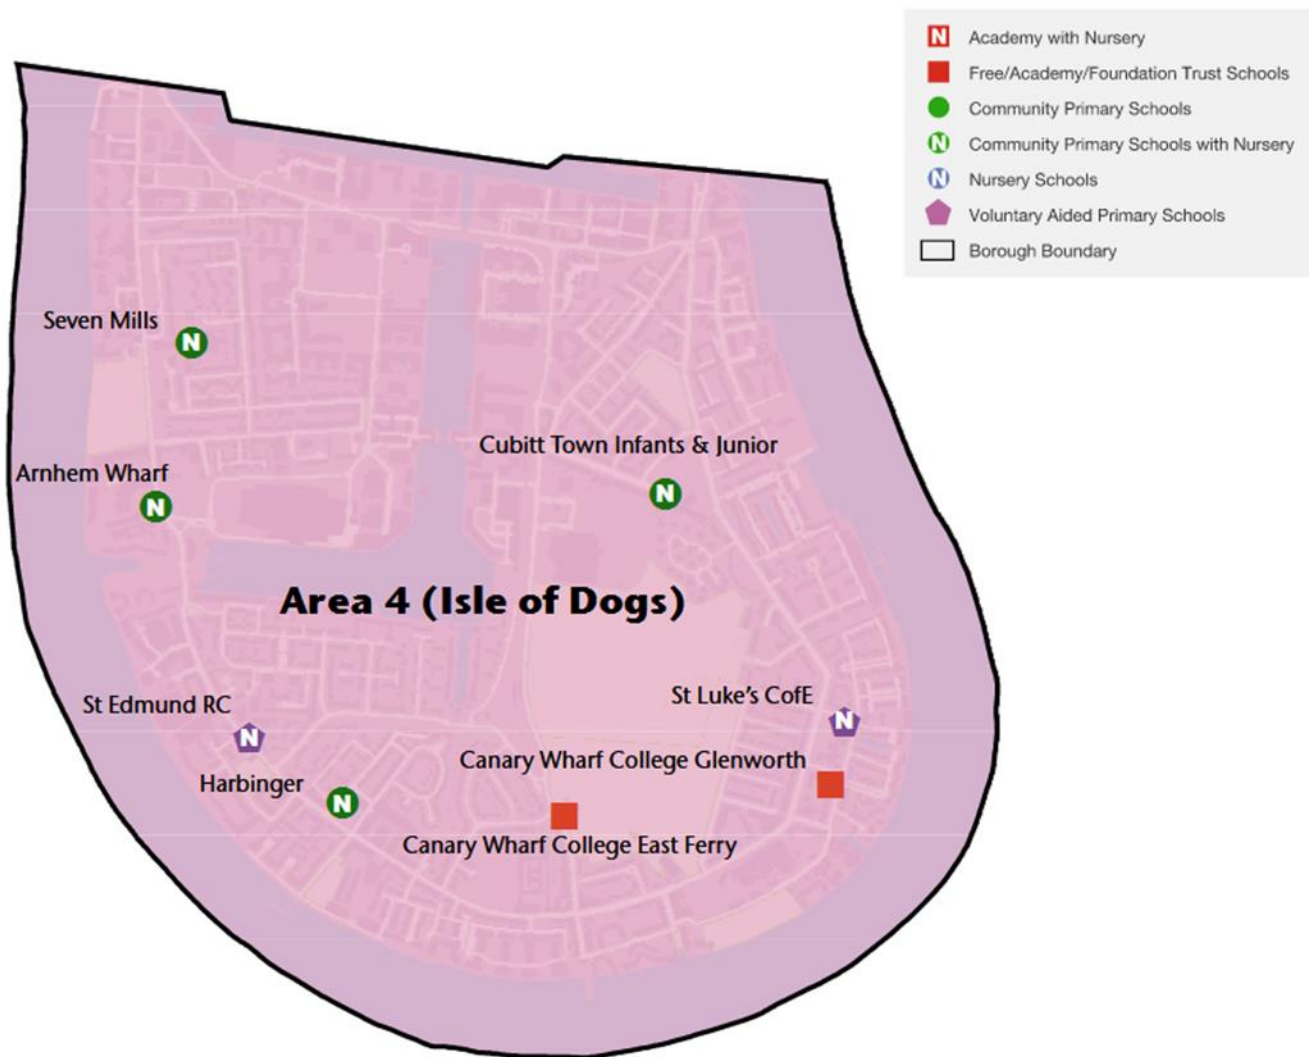 N Academy with Nursery
Free/Academy/Foundation Trust Schools
Community Primary Schools
N Community Primary Schools with Nursery
N Nursery Schools
Voluntary Aided Primary Schools
Borough Boundary
Seven Mills
N
Cubitt Town Infants & Junior
N
Arnhem Wharf
N
Area 4 (Isle of Dogs)
St Edmund RC
N
St Luke's CofE
N
Canary Wharf College Glenworth
Harbinger
N
Canary Wharf College East Ferry